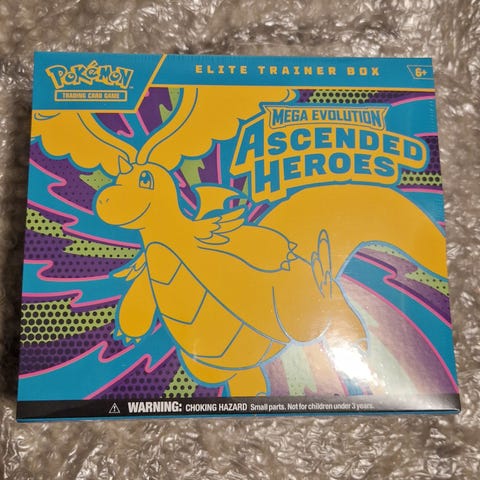 Pokémon
TRADING CARD GAME
ELITE TRAINER BOX
6+
MEGA EVOLUTION
ASCENDED
HEROES
WARNING: CHOKING HAZARD Small parts. Not for children under 3 years.